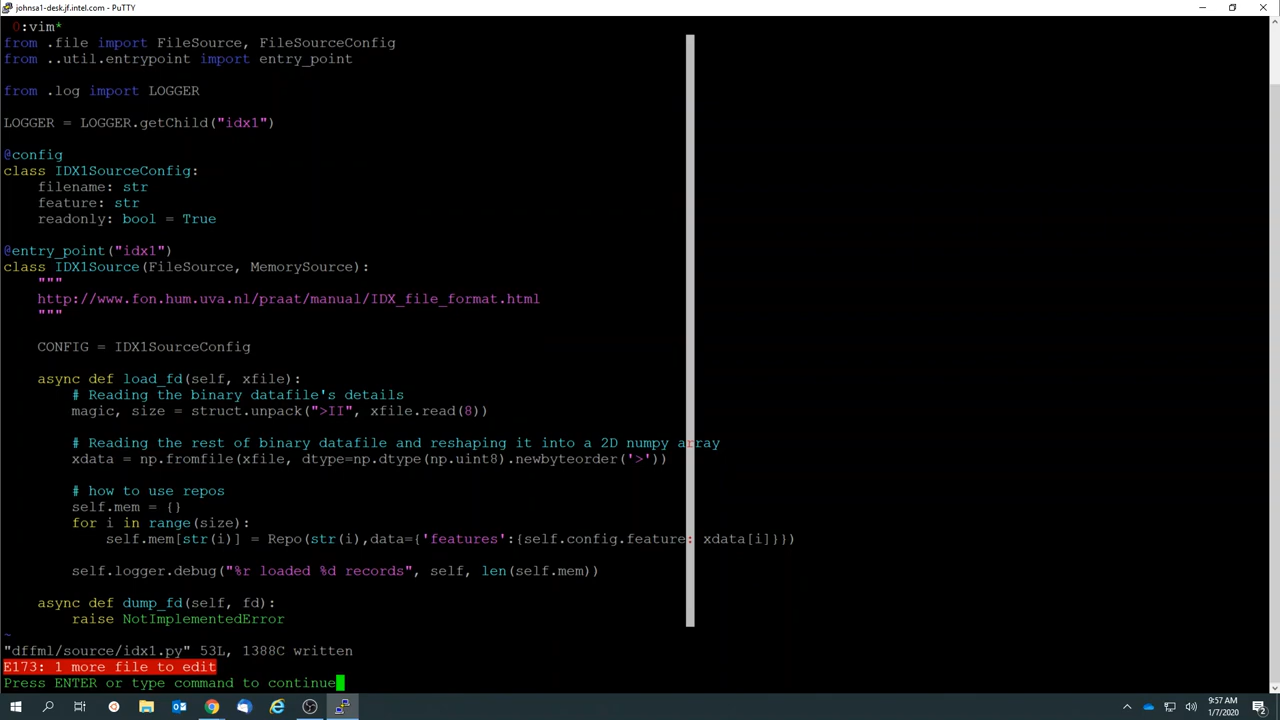 johnsa1-desk.jf.intel.com - PuTTY
0:vim*
from .file import FileSource, FileSourceConfig
from ..util.entrypoint import entry_point
from .log import LOGGER
LOGGER = LOGGER.getChild("idx1")
@config
class IDX1SourceConfig:
    filename: str
    feature: str
    readonly: bool = True
@entry_point("idx1")
class IDX1Source(FileSource, MemorySource):
    """
    http://www.fon.hum.uva.nl/praat/manual/IDX_file_format.html
    """
    CONFIG = IDX1SourceConfig
    async def load_fd(self, xfile):
        # Reading the binary datafile's details
        magic, size = struct.unpack(">II", xfile.read(8))
        # Reading the rest of binary datafile and reshaping it into a 2D numpy array
        xdata = np.fromfile(xfile, dtype=np.dtype(np.uint8).newbyteorder('>'))
        # how to use repos
        self.mem = {}
        for i in range(size):
            self.mem[str(i)] = Repo(str(i),data={'features':{self.config.feature: xdata[i]}})
        self.logger.debug("%r loaded %d records", self, len(self.mem))
    async def dump_fd(self, fd):
        raise NotImplementedError
~
"dffml/source/idx1.py" 53L, 1388C written
E173: 1 more file to edit
Press ENTER or type command to continue
9:57 AM
1/7/2020
2